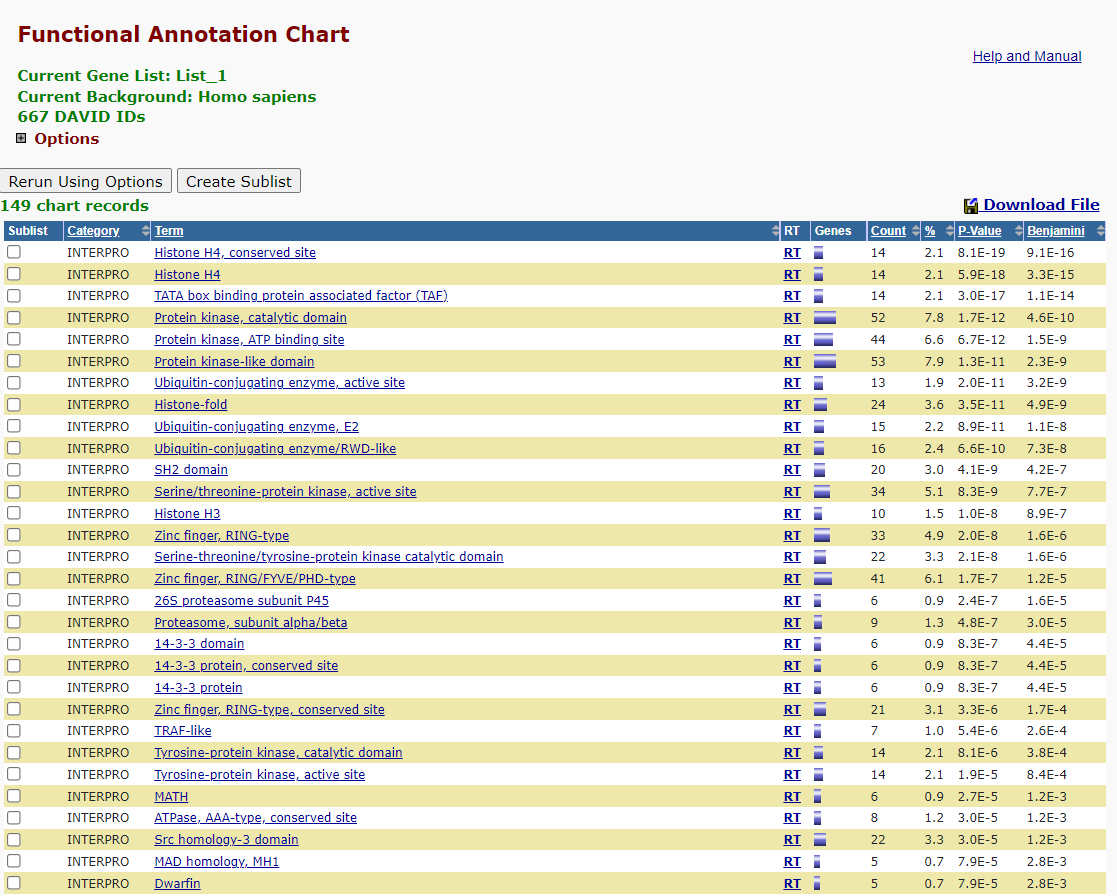 Functional Annotation Chart
Help and Manual
Current Gene List: List_1
Current Background: Homo sapiens
667 DAVID IDs
Options
Rerun Using Options Create Sublist
149 chart records Download File
Sublist Category Term RT Genes Count % P-Value Benjamini
INTERPRO Histone H4, conserved site RT 14 2.1 8.1E-19 9.1E-16
INTERPRO Histone H4 RT 14 2.1 5.9E-18 3.3E-15
INTERPRO TATA box binding protein associated factor (TAF) RT 14 2.1 3.0E-17 1.1E-14
INTERPRO Protein kinase, catalytic domain RT 52 7.8 1.7E-12 4.6E-10
INTERPRO Protein kinase, ATP binding site RT 44 6.6 6.7E-12 1.5E-9
INTERPRO Protein kinase-like domain RT 53 7.9 1.3E-11 2.3E-9
INTERPRO Ubiquitin-conjugating enzyme, active site RT 13 1.9 2.0E-11 3.2E-9
INTERPRO Histone-fold RT 24 3.6 3.5E-11 4.9E-9
INTERPRO Ubiquitin-conjugating enzyme, E2 RT 15 2.2 8.9E-11 1.1E-8
INTERPRO Ubiquitin-conjugating enzyme/RWD-like RT 16 2.4 6.6E-10 7.3E-8
INTERPRO SH2 domain RT 20 3.0 4.1E-9 4.2E-7
INTERPRO Serine/threonine-protein kinase, active site RT 34 5.1 8.3E-9 7.7E-7
INTERPRO Histone H3 RT 10 1.5 1.0E-8 8.9E-7
INTERPRO Zinc finger, RING-type RT 33 4.9 2.0E-8 1.6E-6
INTERPRO Serine-threonine/tyrosine-protein kinase catalytic domain RT 22 3.3 2.1E-8 1.6E-6
INTERPRO Zinc finger, RING/FYVE/PHD-type RT 41 6.1 1.7E-7 1.2E-5
INTERPRO 26S proteasome subunit P45 RT 6 0.9 2.4E-7 1.6E-5
INTERPRO Proteasome, subunit alpha/beta RT 9 1.3 4.8E-7 3.0E-5
INTERPRO 14-3-3 domain RT 6 0.9 8.3E-7 4.4E-5
INTERPRO 14-3-3 protein, conserved site RT 6 0.9 8.3E-7 4.4E-5
INTERPRO 14-3-3 protein RT 6 0.9 8.3E-7 4.4E-5
INTERPRO Zinc finger, RING-type, conserved site RT 21 3.1 3.3E-6 1.7E-4
INTERPRO TRAF-like RT 7 1.0 5.4E-6 2.6E-4
INTERPRO Tyrosine-protein kinase, catalytic domain RT 14 2.1 8.1E-6 3.8E-4
INTERPRO Tyrosine-protein kinase, active site RT 14 2.1 1.9E-5 8.4E-4
INTERPRO MATH RT 6 0.9 2.7E-5 1.2E-3
INTERPRO ATPase, AAA-type, conserved site RT 8 1.2 3.0E-5 1.2E-3
INTERPRO Src homology-3 domain RT 22 3.3 3.0E-5 1.2E-3
INTERPRO MAD homology, MH1 RT 5 0.7 7.9E-5 2.8E-3
INTERPRO Dwarfin RT 5 0.7 7.9E-5 2.8E-3